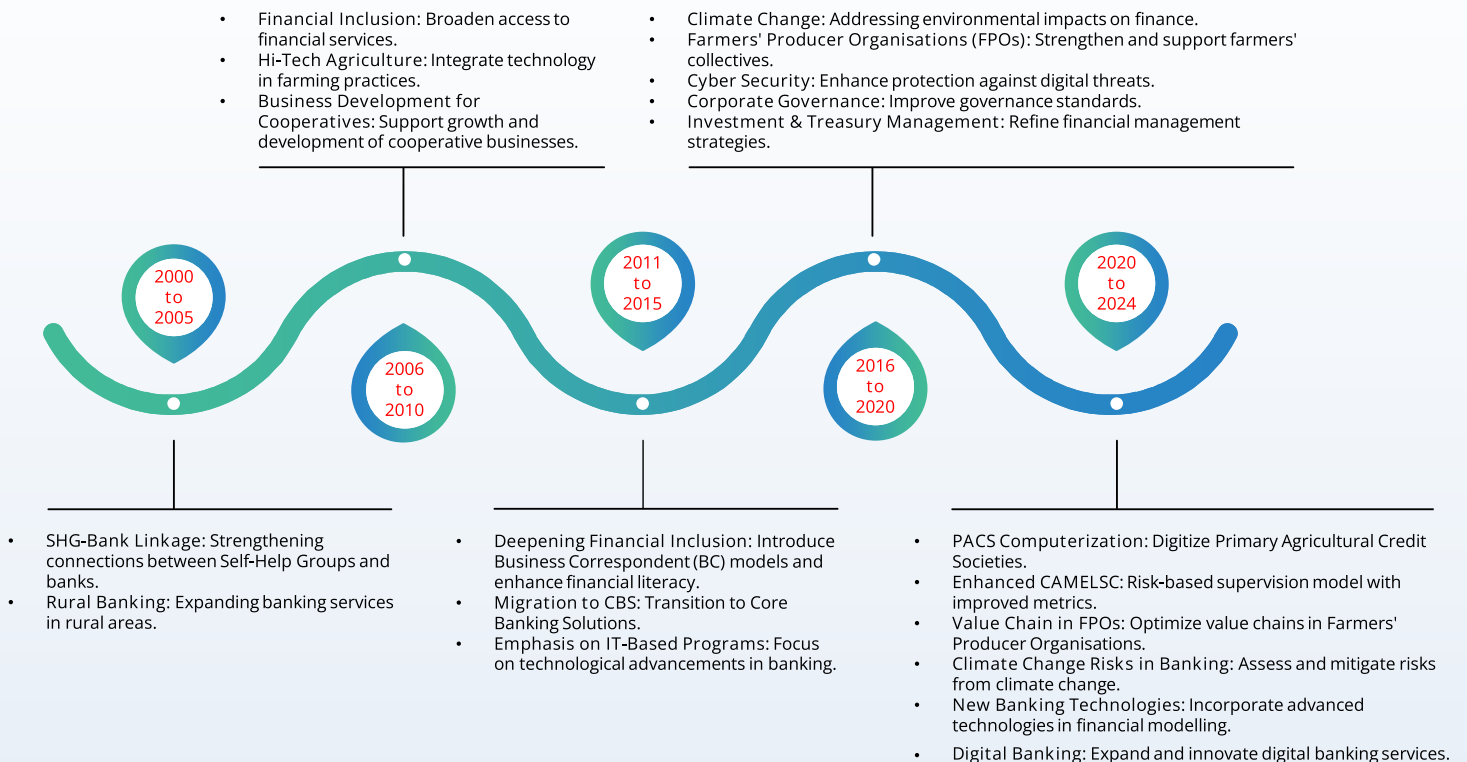 • Financial Inclusion: Broaden access to
financial services.
• Hi-Tech Agriculture: Integrate technology
in farming practices.
• Business Development for
Cooperatives: Support growth and
development of cooperative businesses.
• Climate Change: Addressing environmental impacts on finance.
• Farmers' Producer Organisations (FPOs): Strengthen and support farmers'
collectives.
• Cyber Security: Enhance protection against digital threats.
• Corporate Governance: Improve governance standards.
• Investment & Treasury Management: Refine financial management
strategies.
2000
to
2005
2006
to
2010
2011
to
2015
2016
to
2020
2020
to
2024
• SHG-Bank Linkage: Strengthening
connections between Self-Help Groups and
banks.
• Rural Banking: Expanding banking services
in rural areas.
• Deepening Financial Inclusion: Introduce
Business Correspondent (BC) models and
enhance financial literacy.
• Migration to CBS: Transition to Core
Banking Solutions.
• Emphasis on IT-Based Programs: Focus
on technological advancements in banking.
• PACS Computerization: Digitize Primary Agricultural Credit
Societies.
• Enhanced CAMELSC: Risk-based supervision model with
improved metrics.
• Value Chain in FPOs: Optimize value chains in Farmers'
Producer Organisations.
• Climate Change Risks in Banking: Assess and mitigate risks
from climate change.
• New Banking Technologies: Incorporate advanced
technologies in financial modelling.
• Digital Banking: Expand and innovate digital banking services.